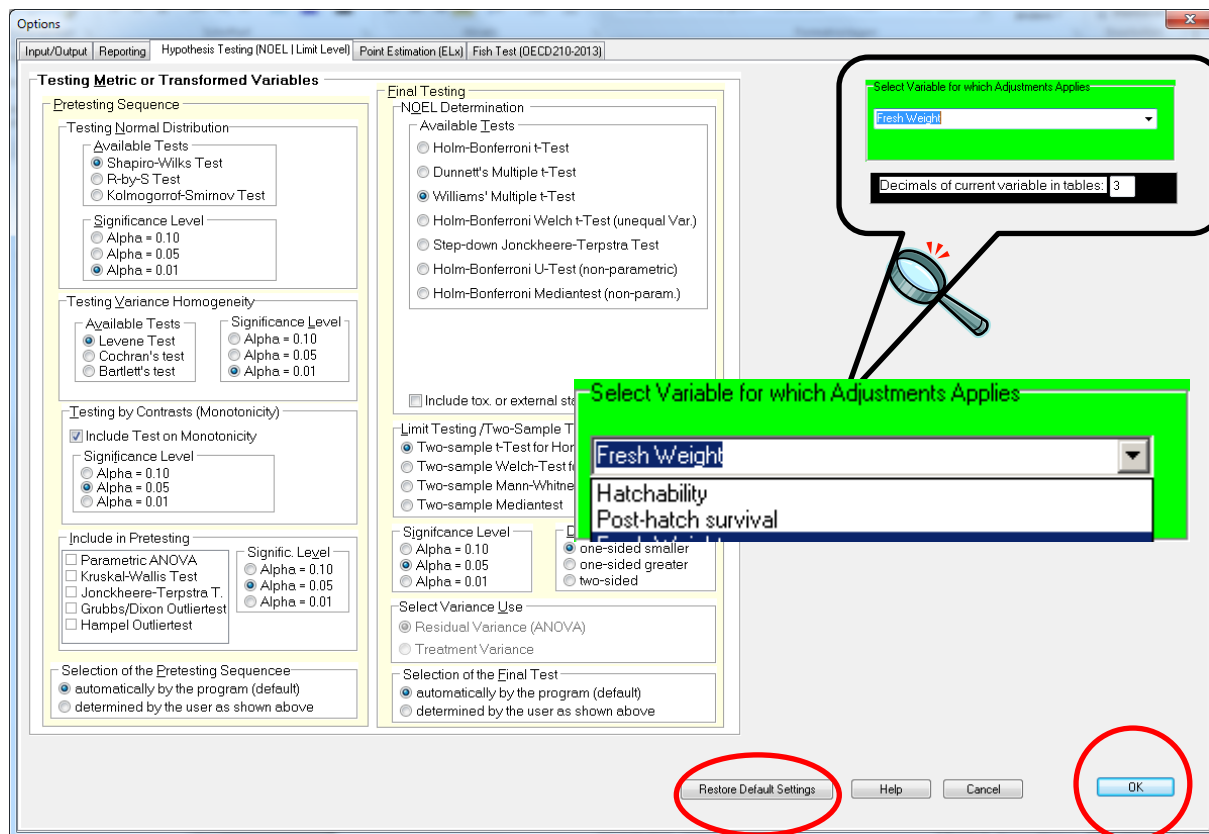 Options
Input/Output Reporting Hypothesis Testing (NOEL | Limit Level) Point Estimation (ELx) Fish Test (OECD210-2013)
Testing Metric or Transformed Variables
Pretesting Sequence
Testing Normal Distribution
Available Tests
Shapiro-Wilks Test
R-by-S Test
Kolmogorrof-Smirnov Test
Significance Level
Alpha = 0.10
Alpha = 0.05
Alpha = 0.01
Testing Variance Homogeneity
Available Tests
Levene Test
Cochran's test
Bartlett's test
Significance Level
Alpha = 0.10
Alpha = 0.05
Alpha = 0.01
Testing by Contrasts (Monotonicity)
Include Test on Monotonicity
Significance Level
Alpha = 0.10
Alpha = 0.05
Alpha = 0.01
Include in Pretesting
Parametric ANOVA
Kruskal-Wallis Test
Jonckheere-Terpstra T.
Grubbs/Dixon Outliertest
Hampel Outliertest
Signific. Level
Alpha = 0.10
Alpha = 0.05
Alpha = 0.01
Selection of the Pretesting Sequencee
automatically by the program (default)
determined by the user as shown above
Final Testing
NOEL Determination
Available Tests
Holm-Bonferroni t-Test
Dunnett's Multiple t-Test
Williams' Multiple t-Test
Holm-Bonferroni Welch t-Test (unequal Var.)
Step-down Jonckheere-Terpstra Test
Holm-Bonferroni U-Test (non-parametric)
Holm-Bonferroni Mediantest (non-param.)
Include tox. or external sta
Limit Testing /Two-Sample T
Two-sample t-Test for Hor
Two-sample Welch-Test f
Two-sample Mann-Whitne
Two-sample Mediantest
Signifcance Level
Alpha = 0.10
Alpha = 0.05
Alpha = 0.01
one-sided smaller
one-sided greater
two-sided
Select Variance Use
Residual Variance (ANOVA)
Treatment Variance
Selection of the Final Test
automatically by the program (default)
determined by the user as shown above
Select Variable for which Adjustments Applies
Fresh Weight
Decimals of current variable in tables: 3
Select Variable for which Adjustments Applies
Fresh Weight
Hatchability
Post-hatch survival
Fresh Weight
Restore Default Settings Help Cancel OK